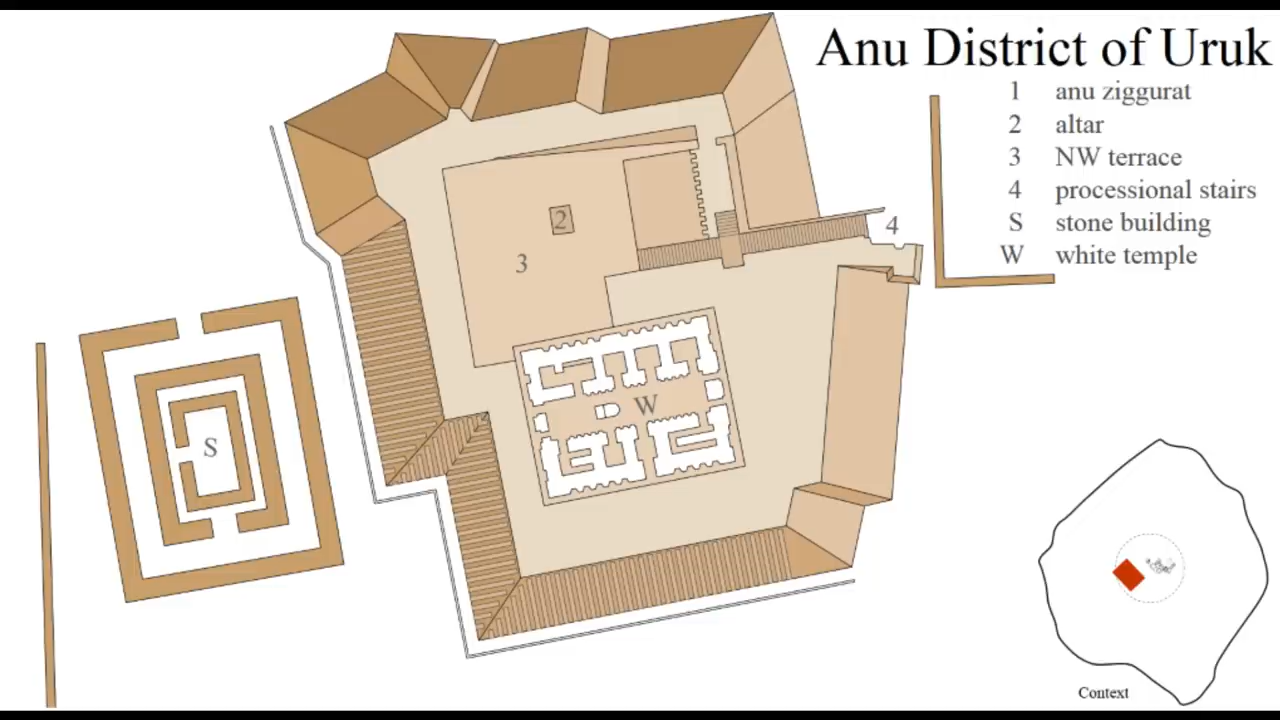 Anu District of Uruk
1 anu ziggurat
2 altar
3 NW terrace
4 processional stairs
S stone building
W white temple
2
4
3
W
S
Context